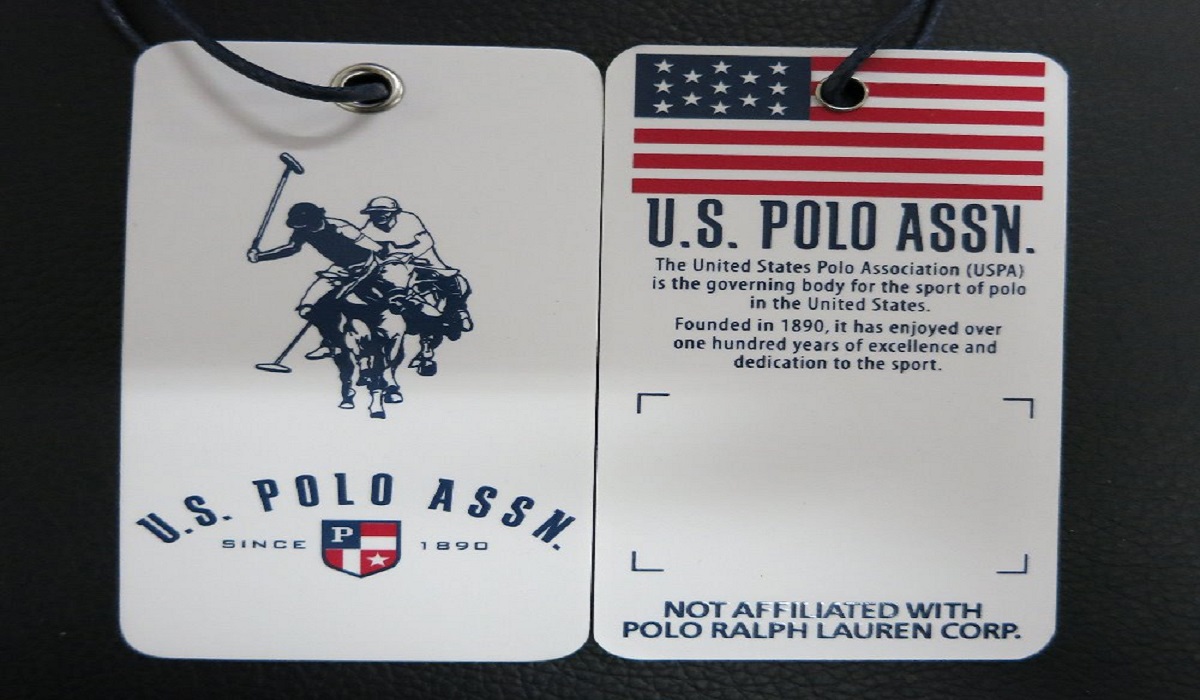 U.S. POLO ASSN.
SINCE P 1890
U.S. POLO ASSN.
The United States Polo Association (USPA)
is the governing body for the sport of polo
in the United States.
Founded in 1890, it has enjoyed over
one hundred years of excellence and
dedication to the sport.
NOT AFFILIATED WITH
POLO RALPH LAUREN CORP.